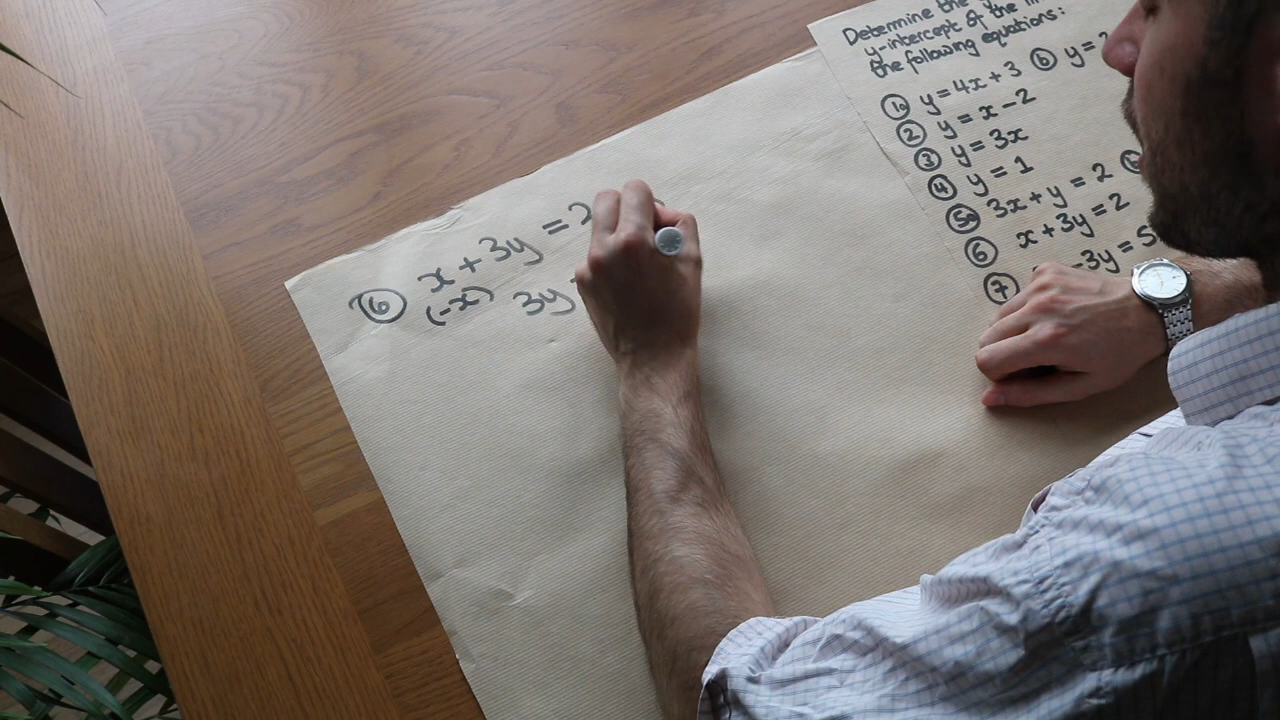 Determine the
y-intercept of the
the following equations:
1a y = 4x + 3
b y =
2 y = x - 2
3 y = 3x
4 y = 1
5a 3x + y = 2
6 x + 3y = 2
7 -3y = 5
6 x + 3y = 2
(-x) 3y